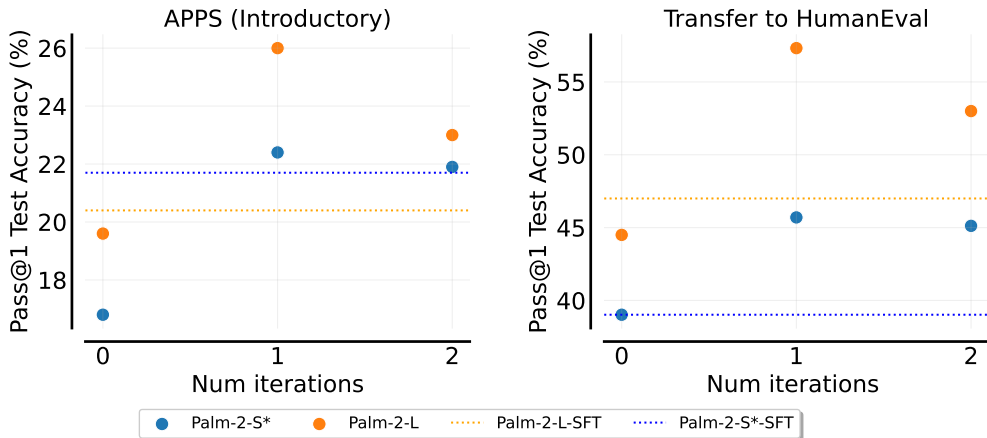 APPS (Introductory)
Pass@1 Test Accuracy (%)
26
24
22
20
18
0 1 2
Num iterations
Transfer to HumanEval
Pass@1 Test Accuracy (%)
55
50
45
40
0 1 2
Num iterations
Palm-2-S* Palm-2-L Palm-2-L-SFT Palm-2-S*-SFT